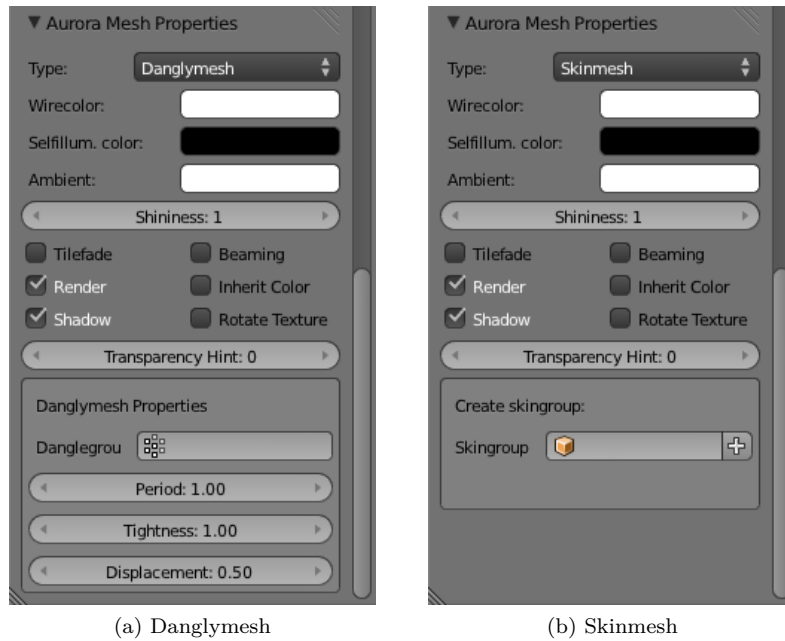 Aurora Mesh Properties
Type: Danglymesh
Wirecolor:
Selfillum. color:
Ambient:
Shininess: 1
Tilefade Beaming
Render Inherit Color
Shadow Rotate Texture
Transparency Hint: 0
Danglymesh Properties
Danglegrou
Period: 1.00
Tightness: 1.00
Displacement: 0.50
(a) Danglymesh
Aurora Mesh Properties
Type: Skinmesh
Wirecolor:
Selfillum. color:
Ambient:
Shininess: 1
Tilefade Beaming
Render Inherit Color
Shadow Rotate Texture
Transparency Hint: 0
Create skingroup:
Skingroup
(b) Skinmesh